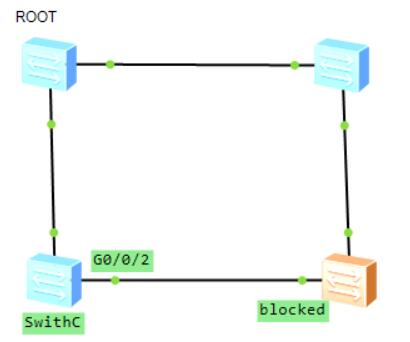 ROOT
G0/0/2
blocked
SwithC